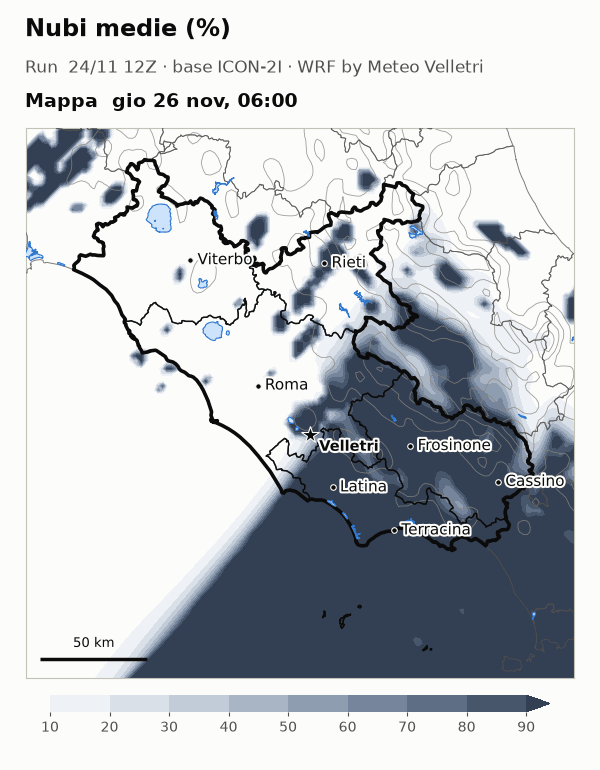 Nubi medie (%)
Run  24/11 12Z · base ICON-2I · WRF by Meteo Velletri
Mappa  gio 26 nov, 06:00
Viterbo
Rieti
Roma
Velletri
Frosinone
Latina
Cassino
Terracina
50 km
10 20 30 40 50 60 70 80 90